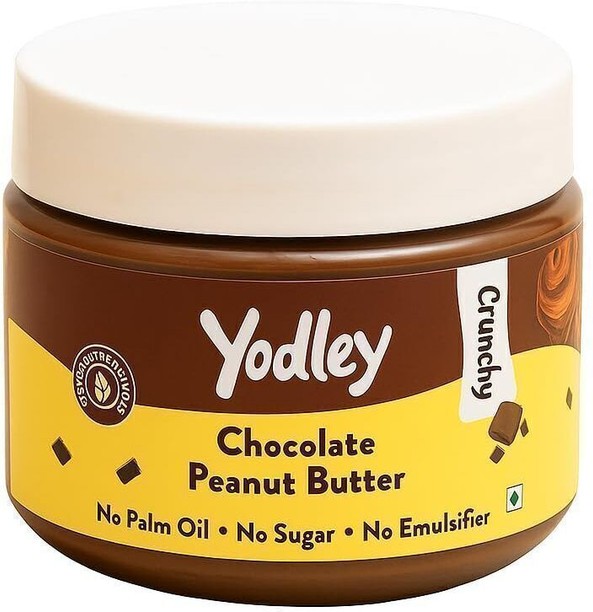 Yodley
Crunchy
Chocolate
Peanut Butter
No Palm Oil • No Sugar • No Emulsifier